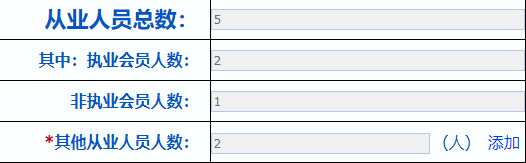 从业人员总数： 5
其中：执业会员人数： 2
非执业会员人数： 1
*其他从业人员人数： 2 （人） 添加